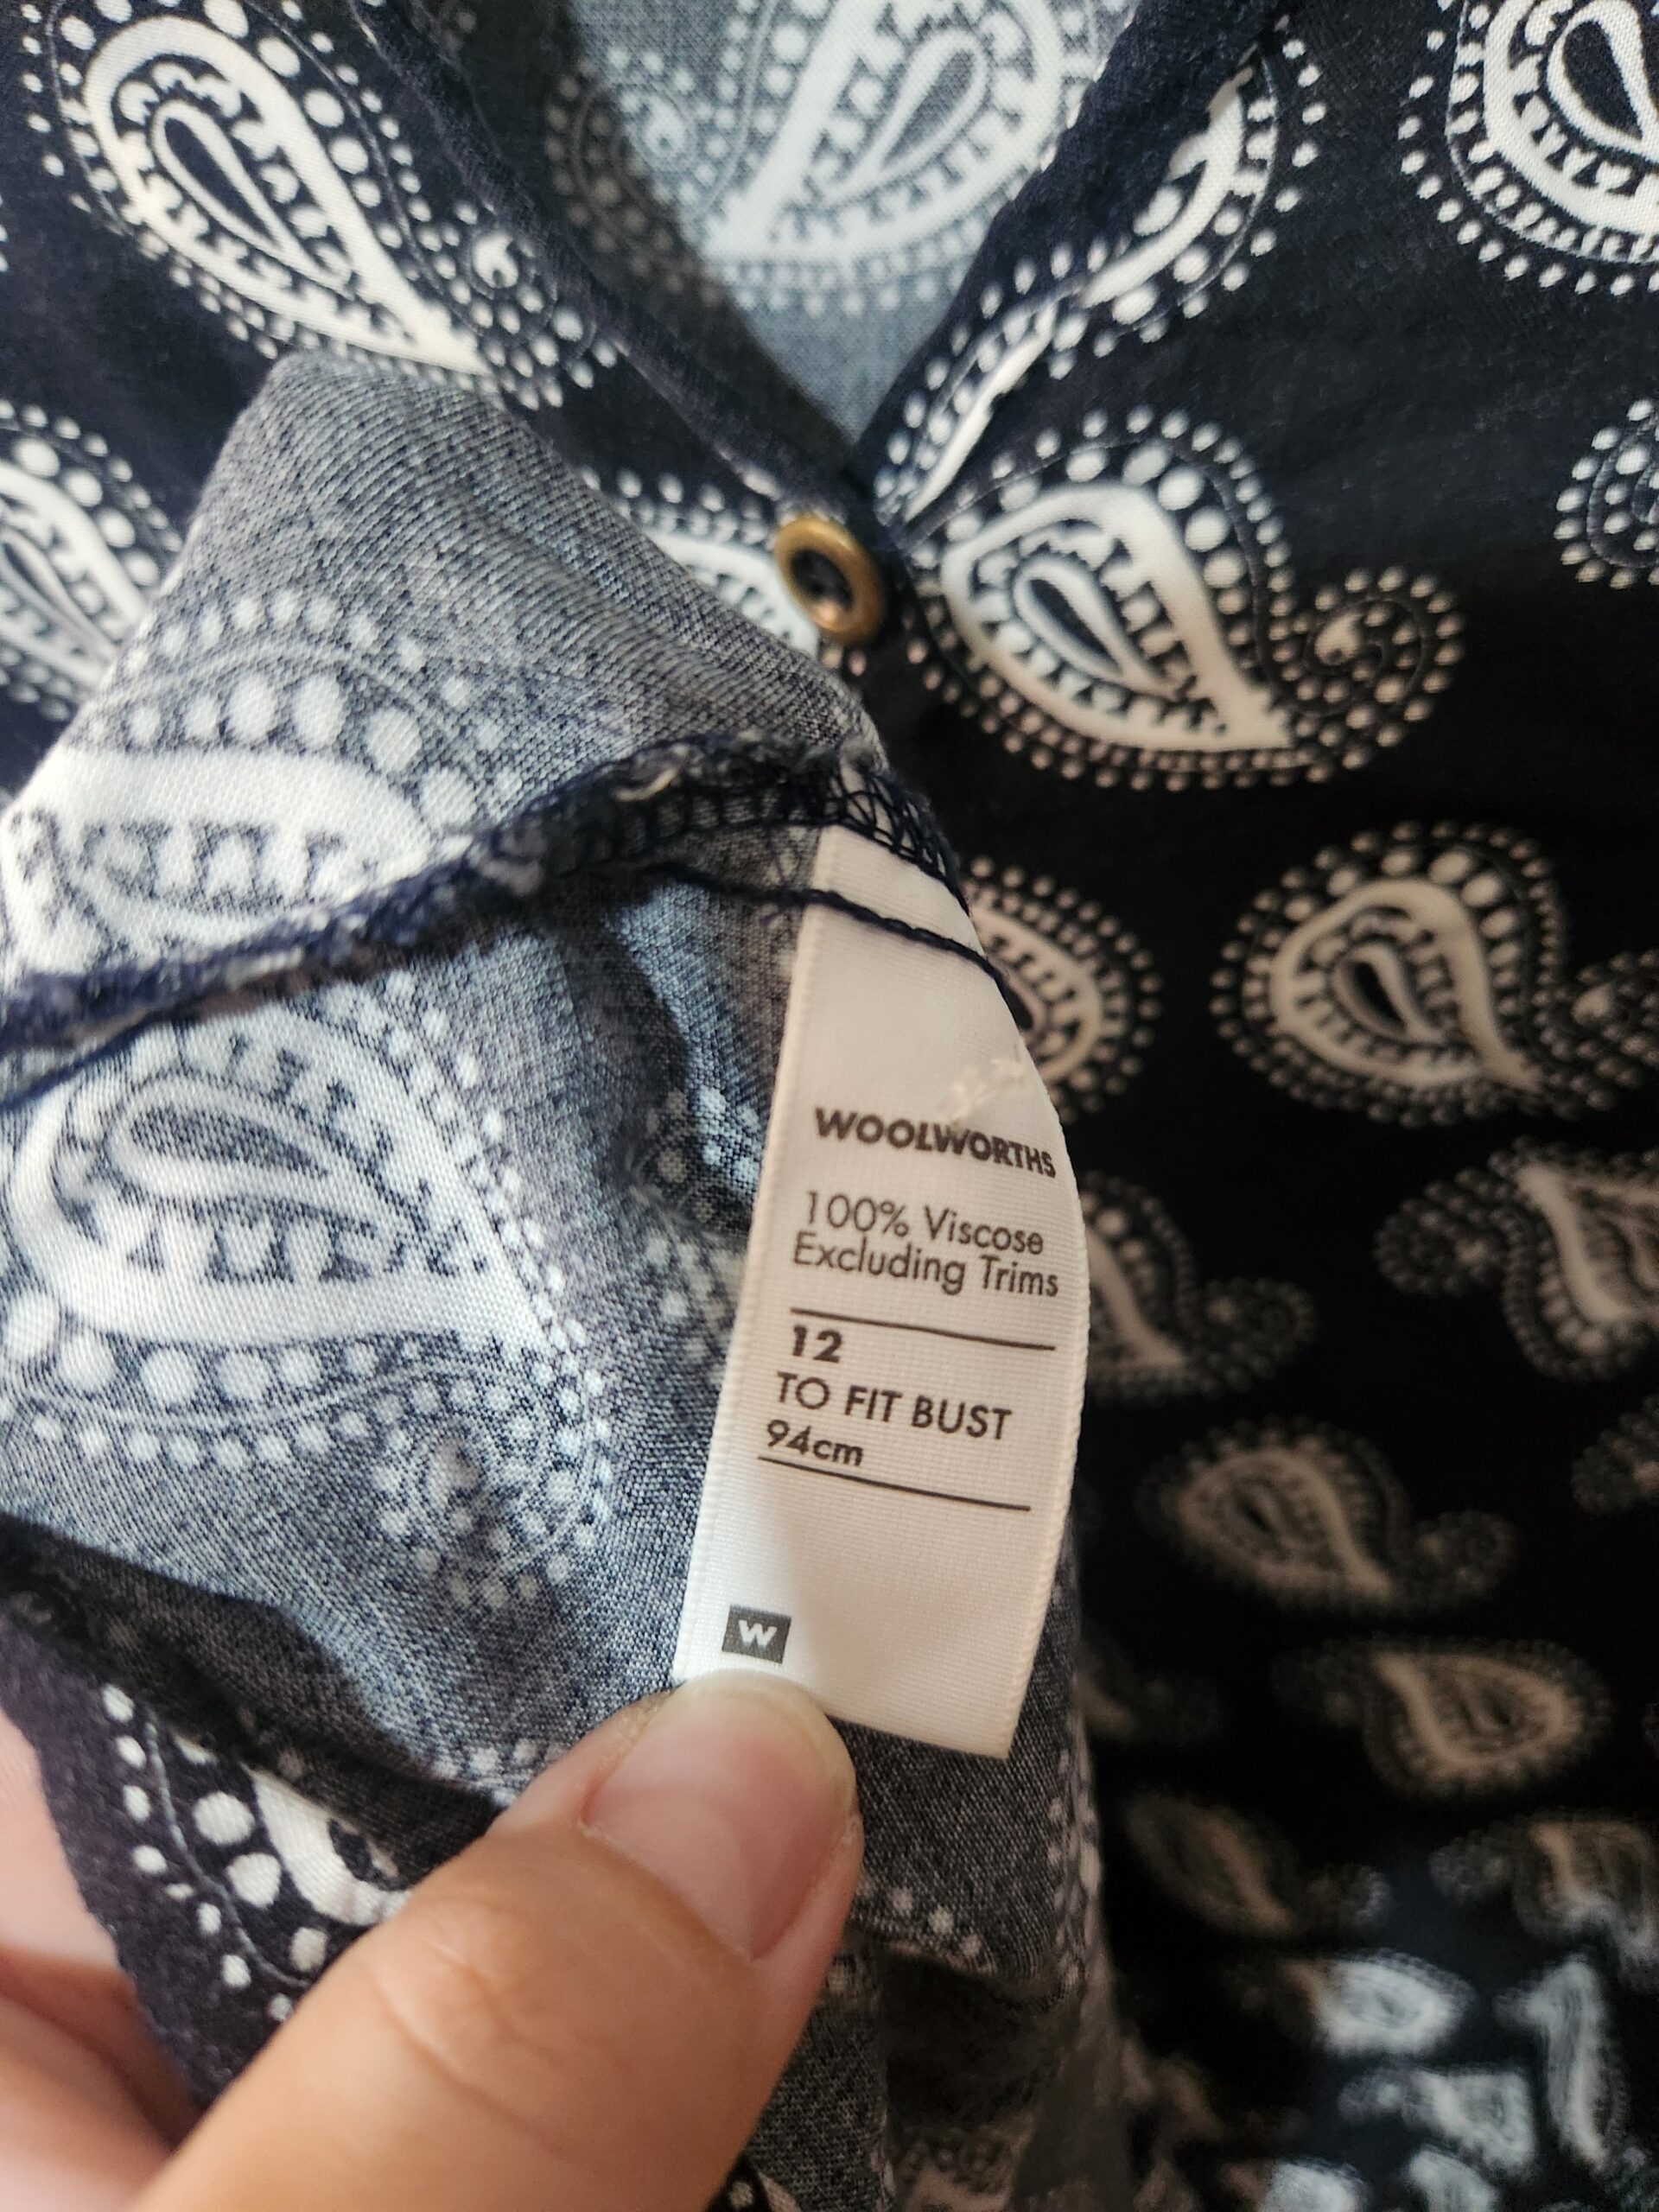 WOOLWORTHS
100% Viscose
Excluding Trims
12
TO FIT BUST
94cm
W